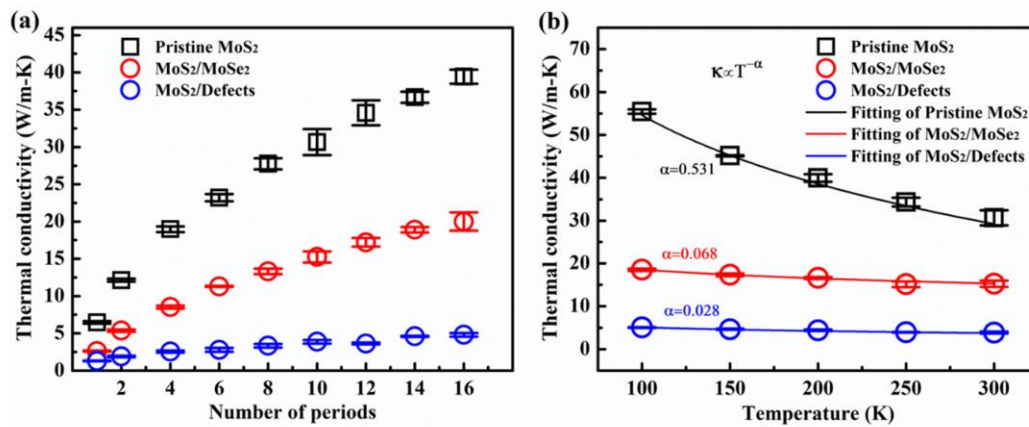 (a)
45
40
35
30
25
20
15
10
5
0
Thermal conductivity (W/m-K)
Pristine MoS₂
MoS₂/MoSe₂
MoS₂/Defects
2 4 6 8 10 12 14 16
Number of periods
(b)
70
60
50
40
30
20
10
0
Thermal conductivity (W/m-K)
κ∝T⁻ᵅ
Pristine MoS₂
MoS₂/MoSe₂
MoS₂/Defects
Fitting of Pristine MoS₂
Fitting of MoS₂/MoSe₂
Fitting of MoS₂/Defects
α=0.531
α=0.068
α=0.028
100 150 200 250 300
Temperature (K)